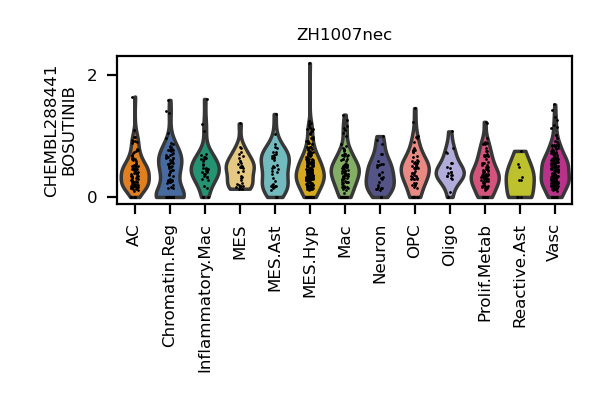 ZH1007nec
CHEMBL288441
BOSUTINIB
2
0
AC
Chromatin.Reg
Inflammatory.Mac
MES
MES.Ast
MES.Hyp
Mac
Neuron
OPC
Oligo
Prolif.Metab
Reactive.Ast
Vasc